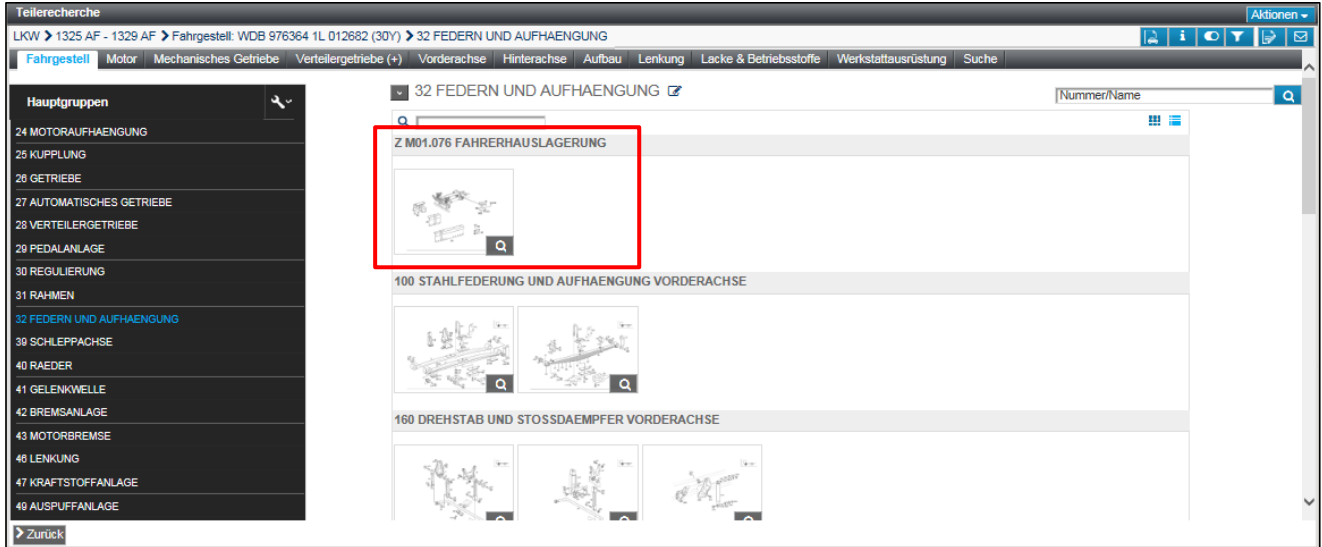 Teilerecherche
Aktionen
LKW > 1325 AF - 1329 AF > Fahrgestell: WDB 976364 1L 012682 (30Y) > 32 FEDERN UND AUFHAENGUNG
Fahrgestell Motor Mechanisches Getriebe Verteilergetriebe (+) Vorderachse Hinterachse Aufbau Lenkung Lacke & Betriebsstoffe Werkstattausrüstung Suche
Hauptgruppen
24 MOTORAUFHAENGUNG
25 KUPPLUNG
26 GETRIEBE
27 AUTOMATISCHES GETRIEBE
28 VERTEILERGETRIEBE
29 PEDALANLAGE
30 REGULIERUNG
31 RAHMEN
32 FEDERN UND AUFHAENGUNG
39 SCHLEPPACHSE
40 RAEDER
41 GELENKWELLE
42 BREMSANLAGE
43 MOTORBREMSE
46 LENKUNG
47 KRAFTSTOFFANLAGE
49 AUSPUFFANLAGE
32 FEDERN UND AUFHAENGUNG
Nummer/Name
Z M01.076 FAHRERHAUSLAGERUNG
100 STAHLFEDERUNG UND AUFHAENGUNG VORDERACHSE
160 DREHSTAB UND STOSSDAEMPFER VORDERACHSE
> Zurück